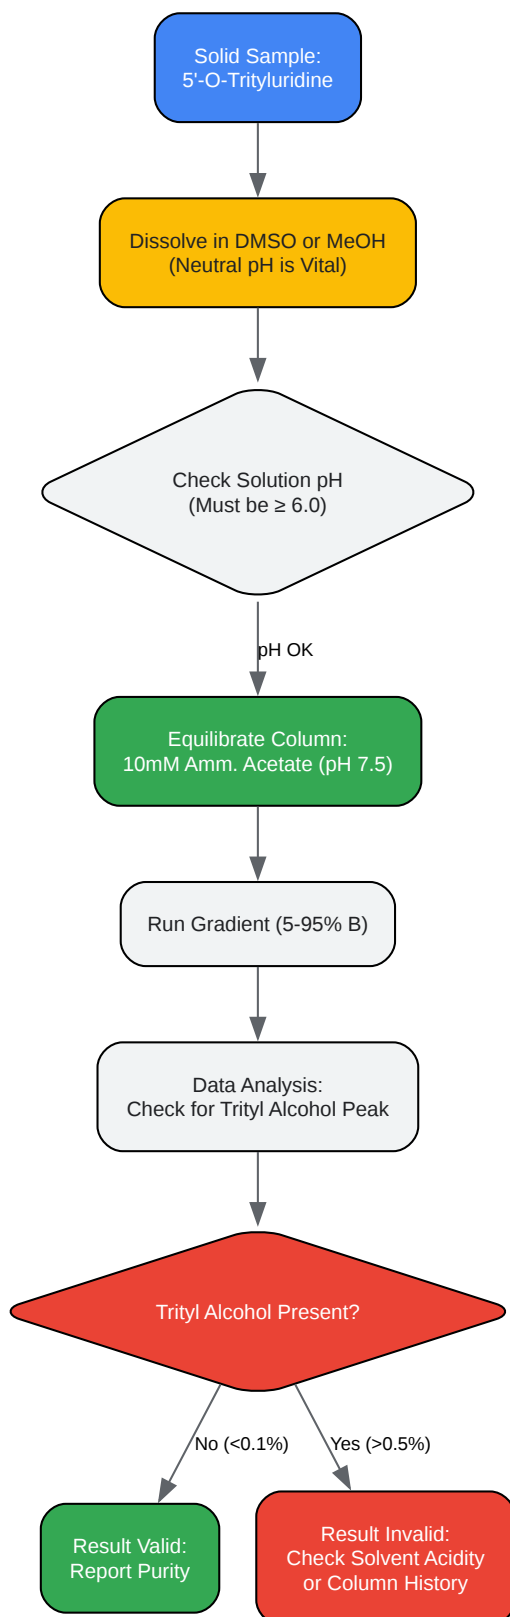 Solid Sample:
5'-O-Trityluridine
Dissolve in DMSO or MeOH
(Neutral pH is Vital)
Check Solution pH
(Must be ≥ 6.0)
pH OK
Equilibrate Column:
10mM Amm. Acetate (pH 7.5)
Run Gradient (5-95% B)
Data Analysis:
Check for Trityl Alcohol Peak
Trityl Alcohol Present?
No (<0.1%)
Yes (>0.5%)
Result Valid:
Report Purity
Result Invalid:
Check Solvent Acidity
or Column History